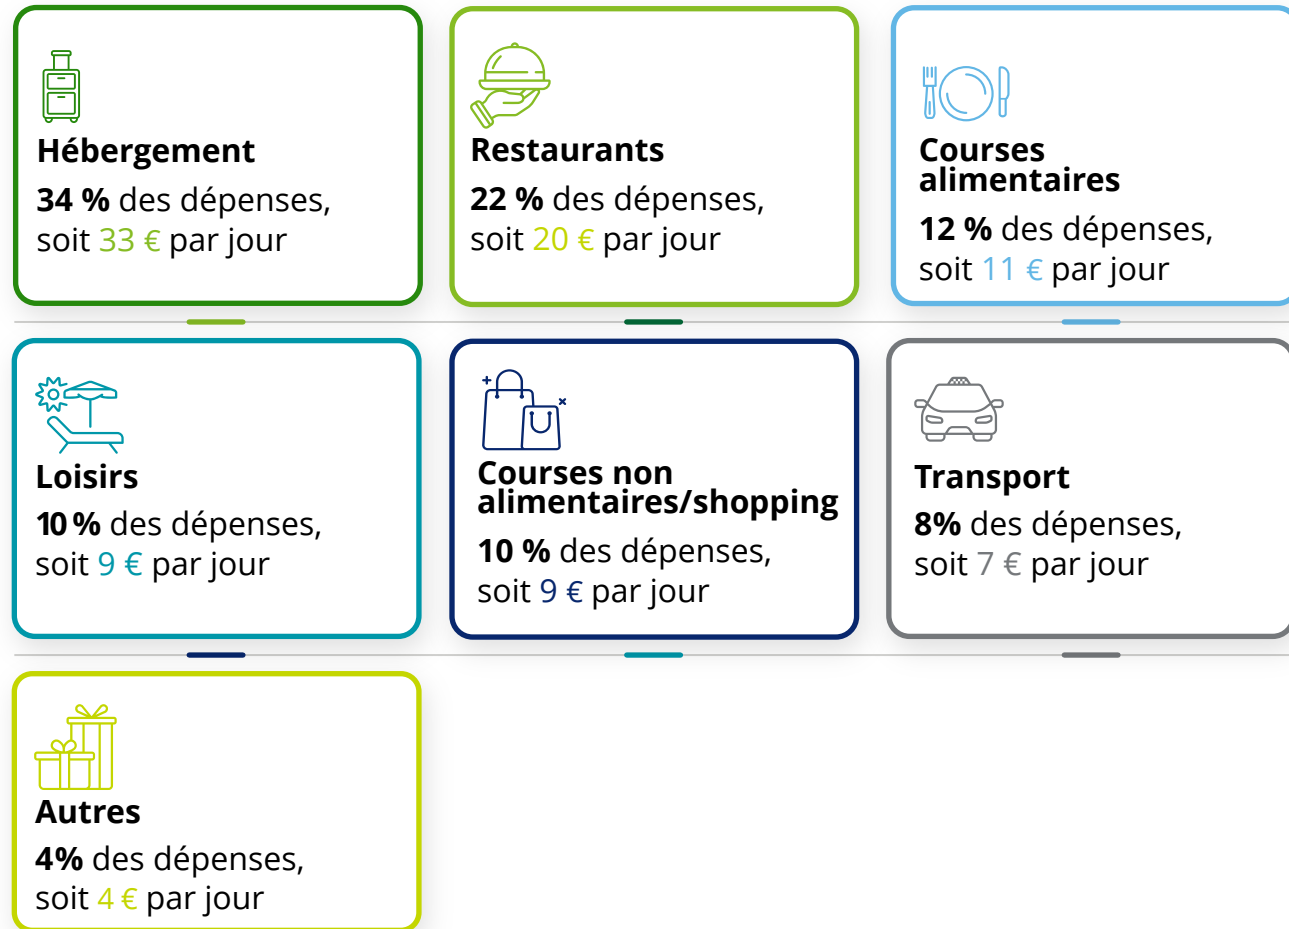 Hébergement
34 % des dépenses,
soit 33 € par jour
Restaurants
22 % des dépenses,
soit 20 € par jour
Courses
alimentaires
12 % des dépenses,
soit 11 € par jour
Loisirs
10 % des dépenses,
soit 9 € par jour
Courses non
alimentaires/shopping
10 % des dépenses,
soit 9 € par jour
Transport
8% des dépenses,
soit 7 € par jour
Autres
4% des dépenses,
soit 4 € par jour